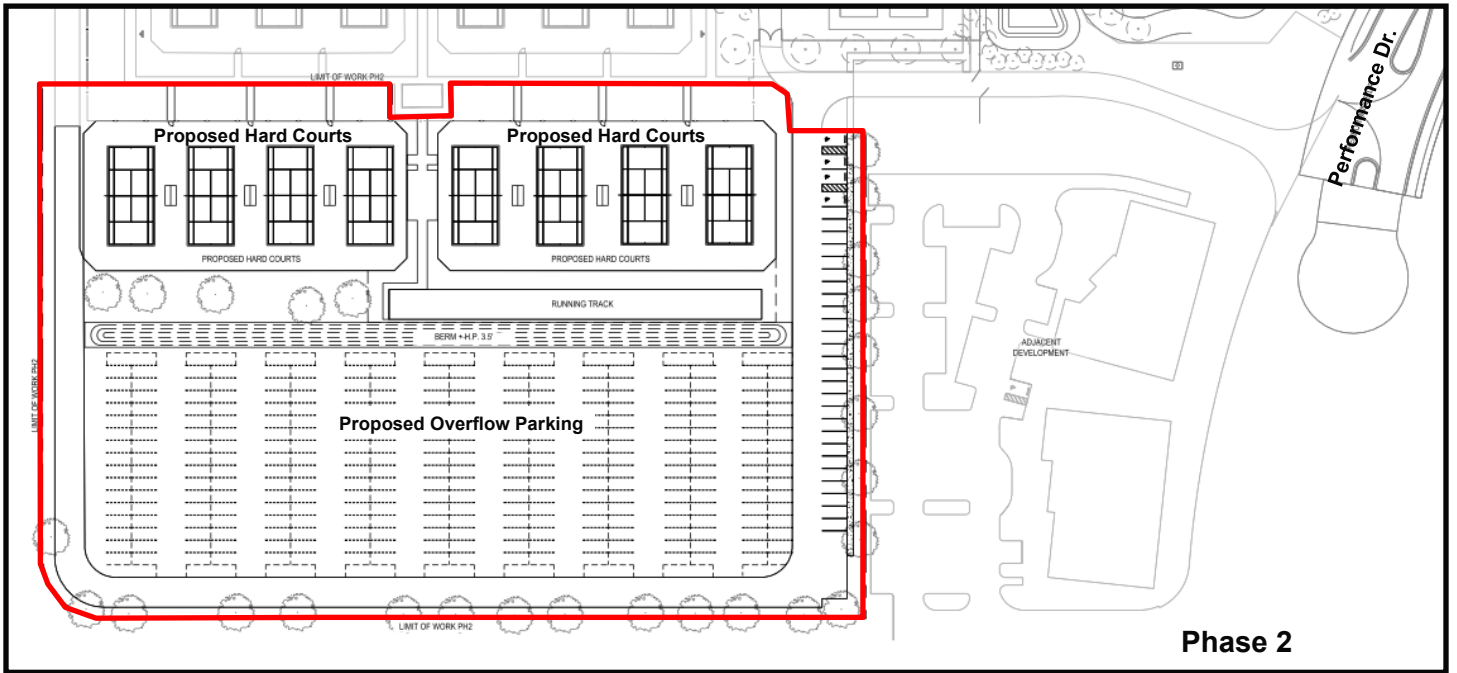 LIMIT OF WORK PH2
Performance Dr.
Proposed Hard Courts
Proposed Hard Courts
PROPOSED HARD COURTS
PROPOSED HARD COURTS
RUNNING TRACK
BERM +H.P. 3.5'
ADJACENT
DEVELOPMENT
LIMIT OF WORK PH2
Proposed Overflow Parking
LIMIT OF WORK PH2
Phase 2